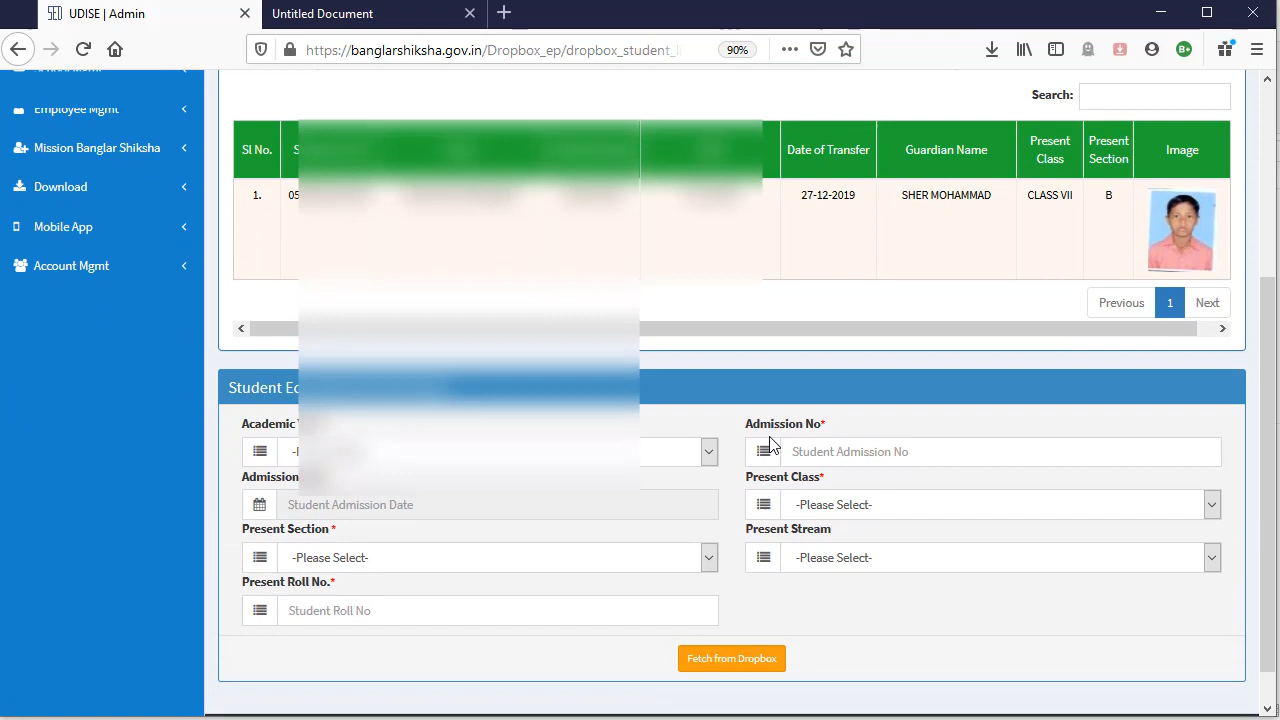 UDISE | Admin
Untitled Document
https://banglarshiksha.gov.in/Dropbox_ep/dropbox_student_
90%
Employee Mgmt
Mission Banglar Shiksha
Download
Mobile App
Account Mgmt
Search:
Sl No. Date of Transfer Guardian Name Present Class Present Section Image
1. 05 27-12-2019 SHER MOHAMMAD CLASS VII B
Previous 1 Next
Student
Academic Admission No*
Student Admission No
Admission Present Class*
Student Admission Date -Please Select-
Present Section * Present Stream
-Please Select- -Please Select-
Present Roll No.*
Student Roll No
Fetch from Dropbox